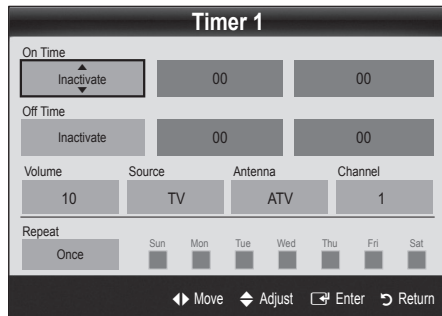 Timer 1
On Time
Inactivate 00 00
Off Time
Inactivate 00 00
Volume Source Antenna Channel
10 TV ATV 1
Repeat
Once Sun Mon Tue Wed Thu Fri Sat
Move Adjust Enter Return